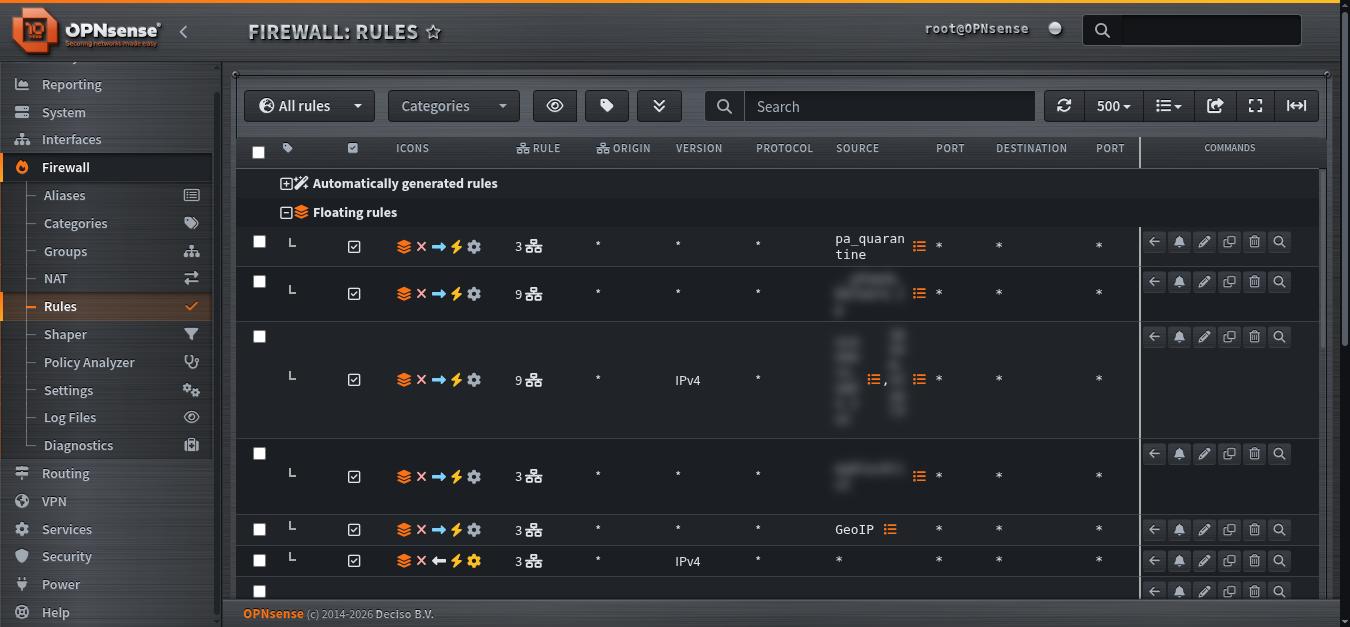 OPNsense®
Securing networks made easy
FIREWALL: RULES
root@OPNsense
Reporting
System
Interfaces
Firewall
Aliases
Categories
Groups
NAT
Rules
Shaper
Policy Analyzer
Settings
Log Files
Diagnostics
Routing
VPN
Services
Security
Power
Help
All rules
Categories
Search
500
ICONS RULE ORIGIN VERSION PROTOCOL SOURCE PORT DESTINATION PORT COMMANDS
Automatically generated rules
Floating rules
3 * * * pa_quaran
tine * * *
9 * * * * * *
9 * IPv4 * , * * *
3 * * * * * *
3 * * * GeoIP * * *
3 * IPv4 * * * * *
OPNsense (c) 2014-2026 Deciso B.V.